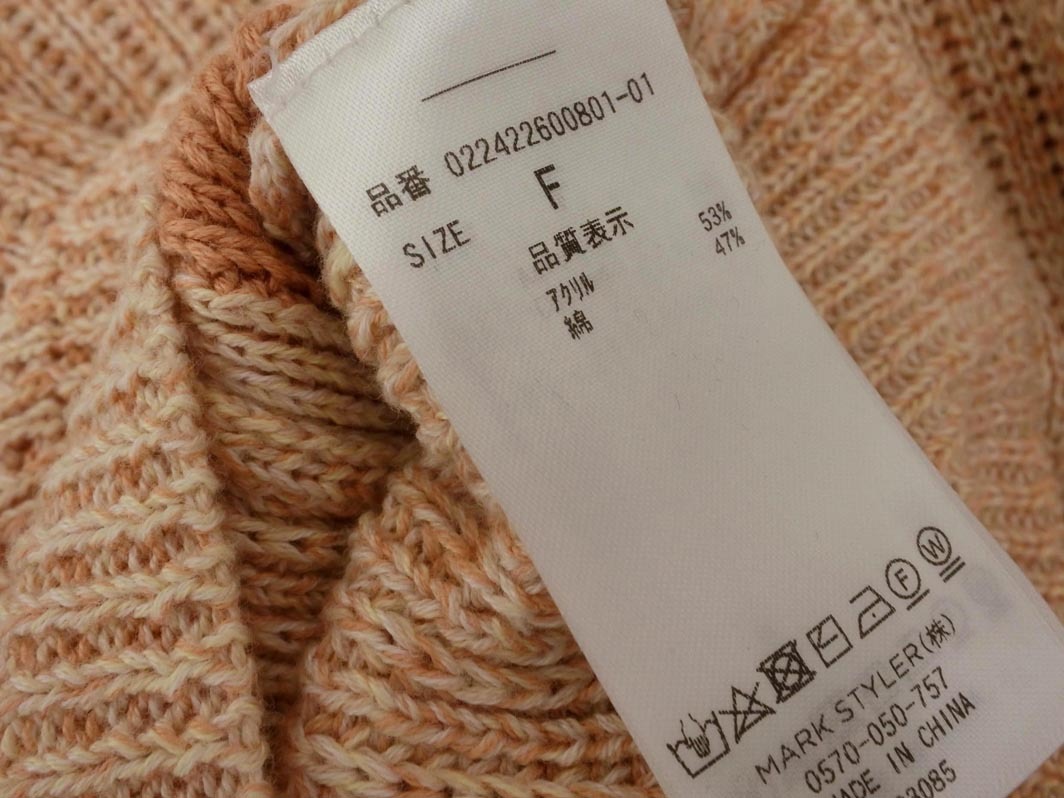 品番 022422600801-01
SIZE F
品質表示
アクリル 53%
綿 47%
F W
MARK STYLER(株)
0570-050-757
MADE IN CHINA